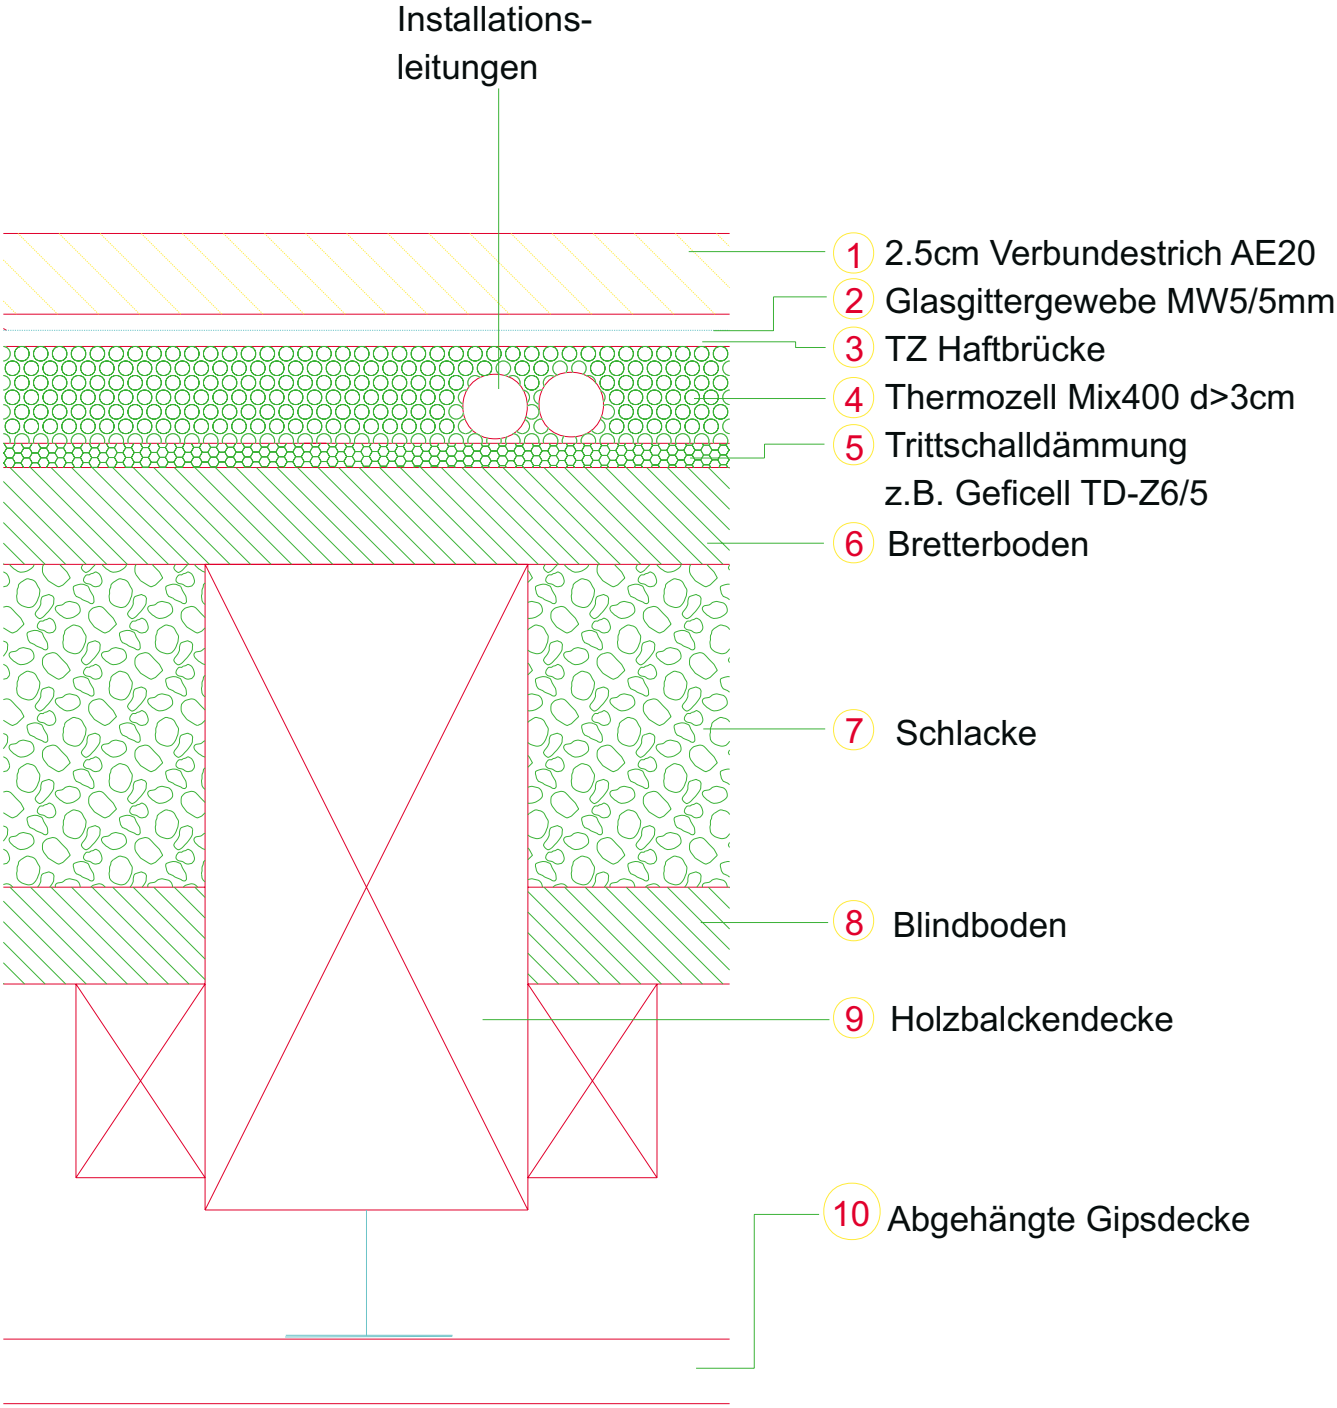 Installations-
leitungen
1 2.5cm Verbundestrich AE20
2 Glasgittergewebe MW5/5mm
3 TZ Haftbrücke
4 Thermozell Mix400 d>3cm
5 Trittschalldämmung
z.B. Geficell TD-Z6/5
6 Bretterboden
7 Schlacke
8 Blindboden
9 Holzbalckendecke
10 Abgehängte Gipsdecke